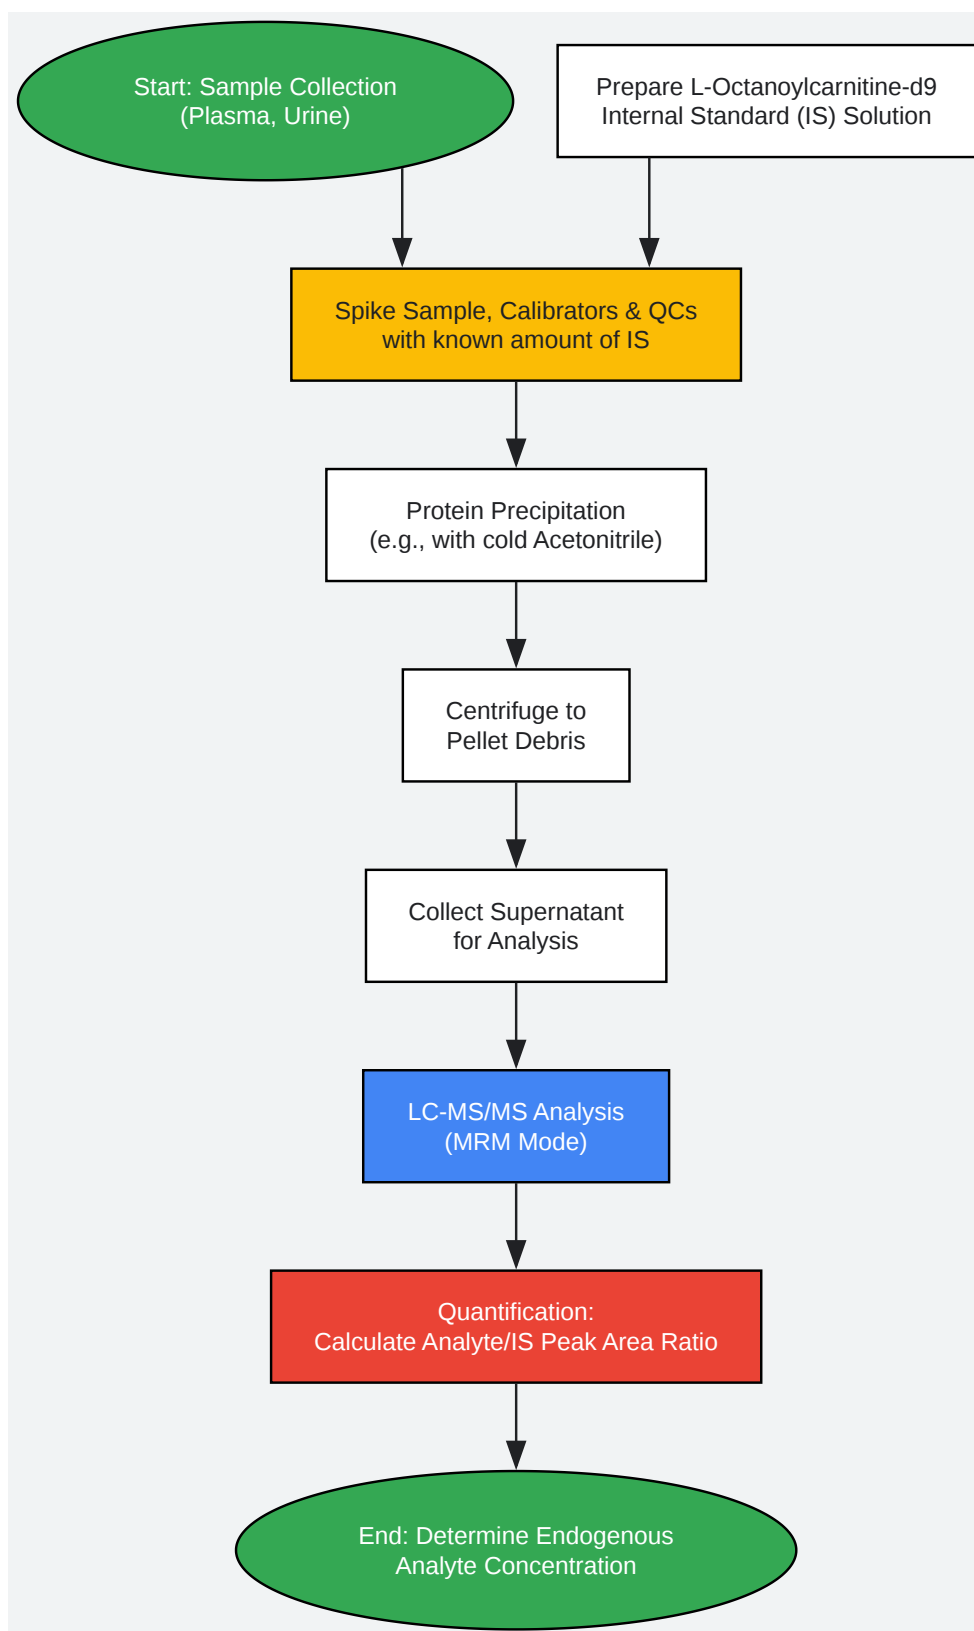 Start: Sample Collection
(Plasma, Urine)
Prepare L-Octanoylcarnitine-d9
Internal Standard (IS) Solution
Spike Sample, Calibrators & QCs
with known amount of IS
Protein Precipitation
(e.g., with cold Acetonitrile)
Centrifuge to
Pellet Debris
Collect Supernatant
for Analysis
LC-MS/MS Analysis
(MRM Mode)
Quantification:
Calculate Analyte/IS Peak Area Ratio
End: Determine Endogenous
Analyte Concentration